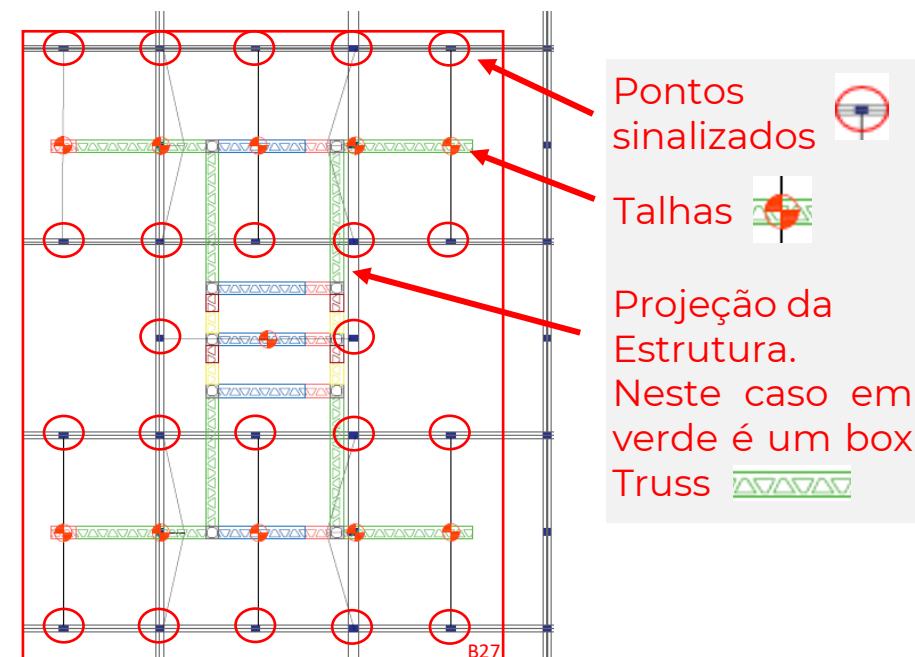 Pontos
sinalizados
Talhas
Projeção da
Estrutura.
Neste caso em
verde é um box
Truss
B27